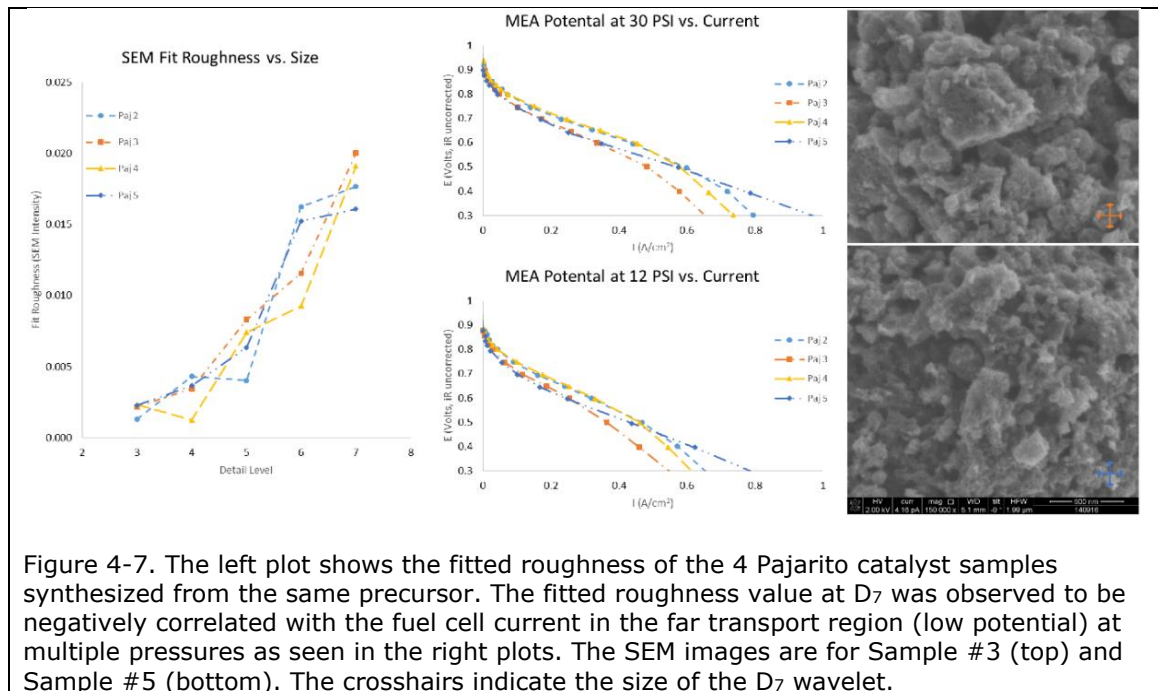 SEM Fit Roughness vs. Size
0.025
0.020
0.015
0.010
0.005
0.000
2
3
4
5
6
7
8
Fit Roughness (SEM Intensity)
Detail Level
Paj 2
Paj 3
Paj 4
Paj 5
MEA Potential at 30 PSI vs. Current
1
0.9
0.8
0.7
0.6
0.5
0.4
0.3
0
0.2
0.4
0.6
0.8
1
E (Volts, iR uncorrected)
I (A/cm²)
Paj 2
Paj 3
Paj 4
Paj 5
MEA Potential at 12 PSI vs. Current
1
0.9
0.8
0.7
0.6
0.5
0.4
0.3
0
0.2
0.4
0.6
0.8
1
E (Volts, iR uncorrected)
I (A/cm²)
Paj 2
Paj 3
Paj 4
Paj 5
HV curr mag WD tilt HFW 500 nm
2.00 kV 4.18 pA 150 000 x 5.1 mm -0 ° 1.99 µm 140916
Figure 4-7. The left plot shows the fitted roughness of the 4 Pajarito catalyst samples
synthesized from the same precursor. The fitted roughness value at D₇ was observed to be
negatively correlated with the fuel cell current in the far transport region (low potential) at
multiple pressures as seen in the right plots. The SEM images are for Sample #3 (top) and
Sample #5 (bottom). The crosshairs indicate the size of the D₇ wavelet.